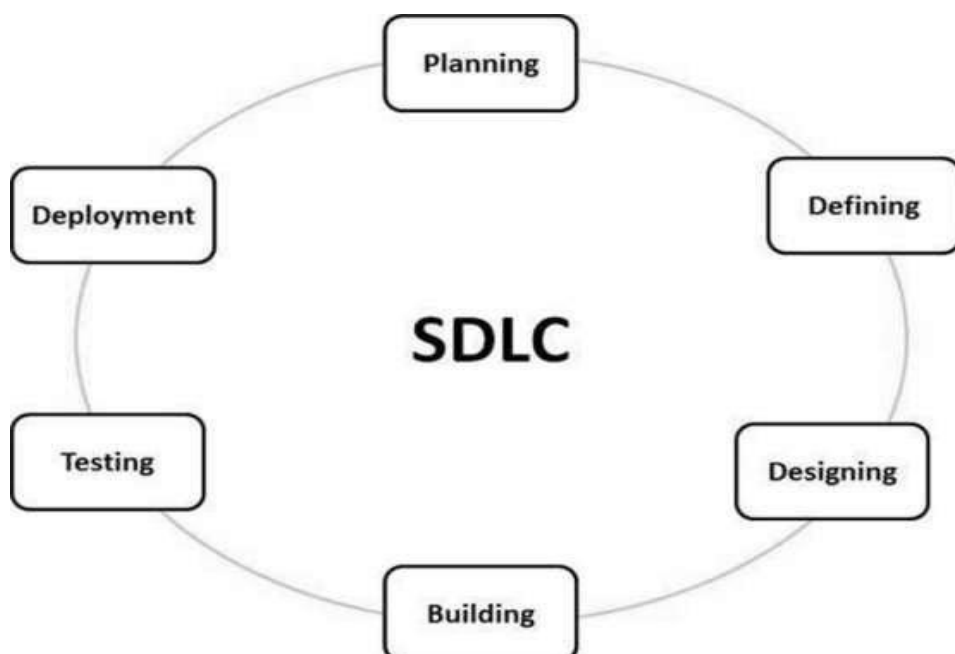 Planning
Defining
Designing
Building
Testing
Deployment
SDLC